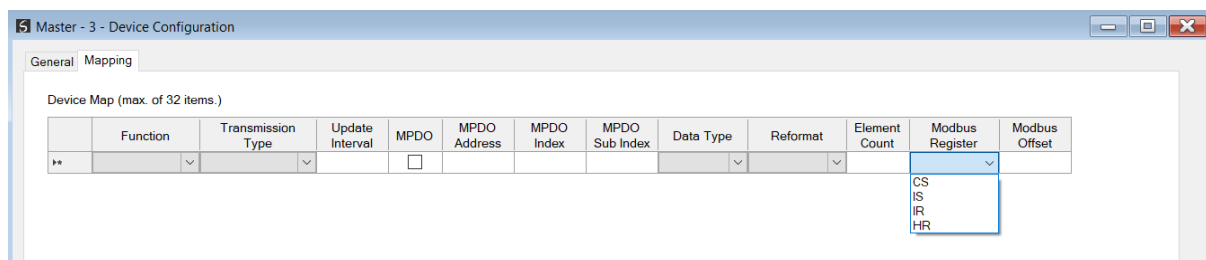 Master - 3 - Device Configuration
General Mapping
Device Map (max. of 32 items.)
Function Transmission Type Update Interval MPDO MPDO Address MPDO Index MPDO Sub Index Data Type Reformat Element Count Modbus Register Modbus Offset
CS
IS
IR
HR